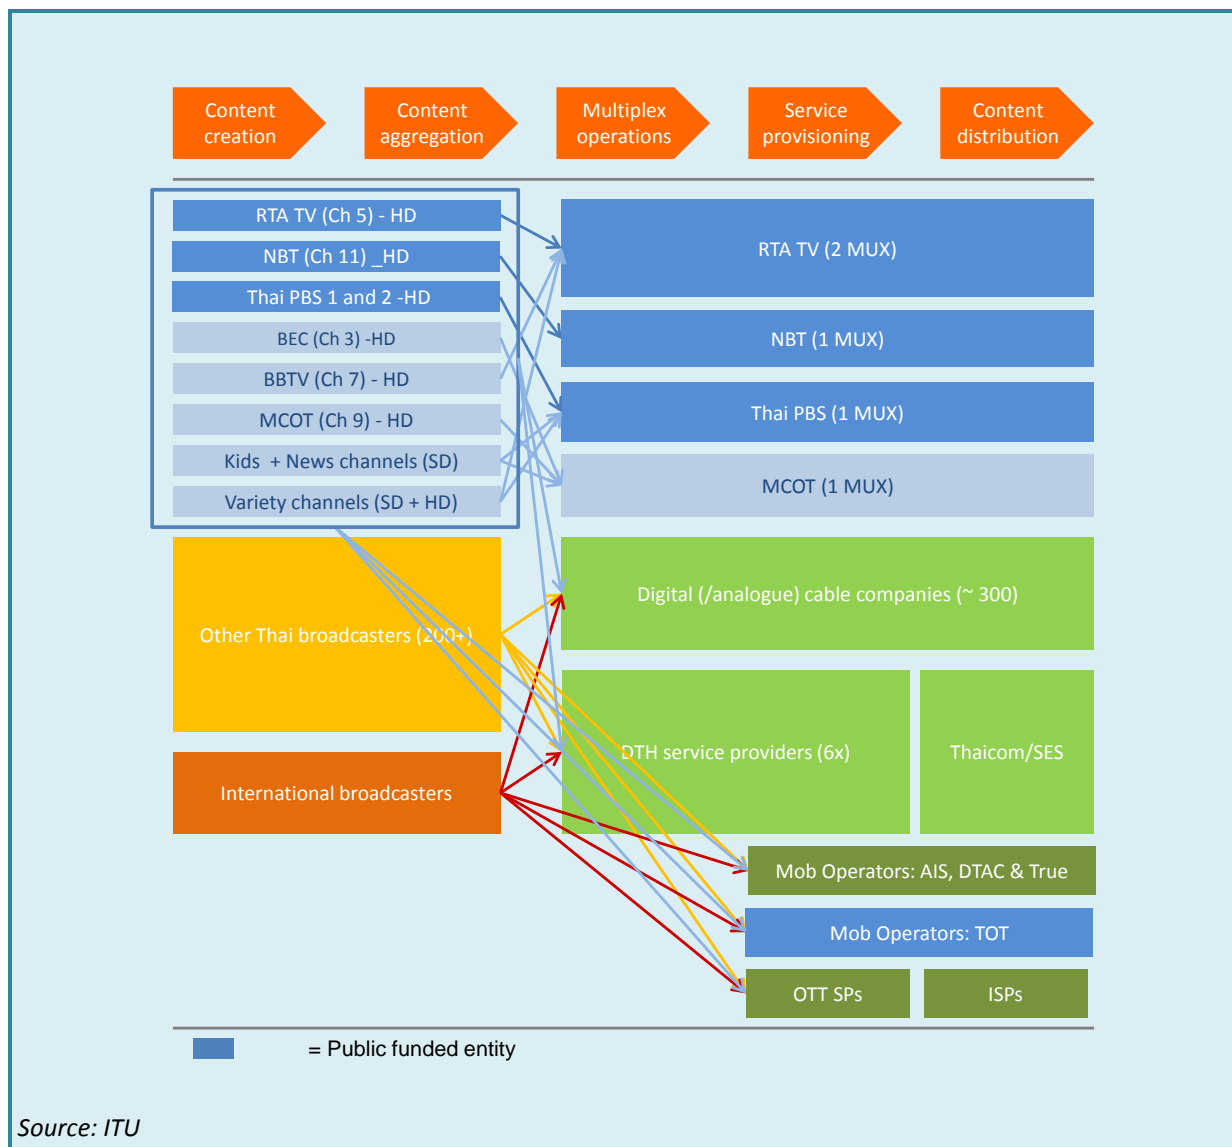 Content
creation
Content
aggregation
Multiplex
operations
Service
provisioning
Content
distribution
RTA TV (Ch 5) - HD
NBT (Ch 11) _HD
Thai PBS 1 and 2 -HD
BEC (Ch 3) -HD
BBTV (Ch 7) - HD
MCOT (Ch 9) - HD
Kids + News channels (SD)
Variety channels (SD + HD)
Other Thai broadcasters (200+)
International broadcasters
RTA TV (2 MUX)
NBT (1 MUX)
Thai PBS (1 MUX)
MCOT (1 MUX)
Digital (/analogue) cable companies (~ 300)
DTH service providers (6x)
Thaicom/SES
Mob Operators: AIS, DTAC & True
Mob Operators: TOT
OTT SPs
ISPs
= Public funded entity
Source: ITU